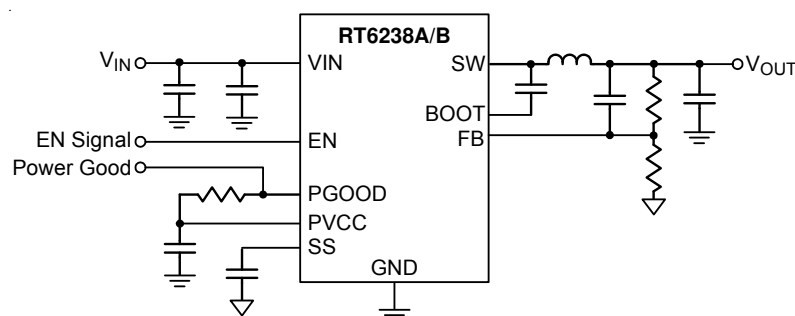 RT6238A/B
VIN
VIN
SW
VOUT
BOOT
EN Signal
EN
FB
Power Good
PGOOD
PVCC
SS
GND